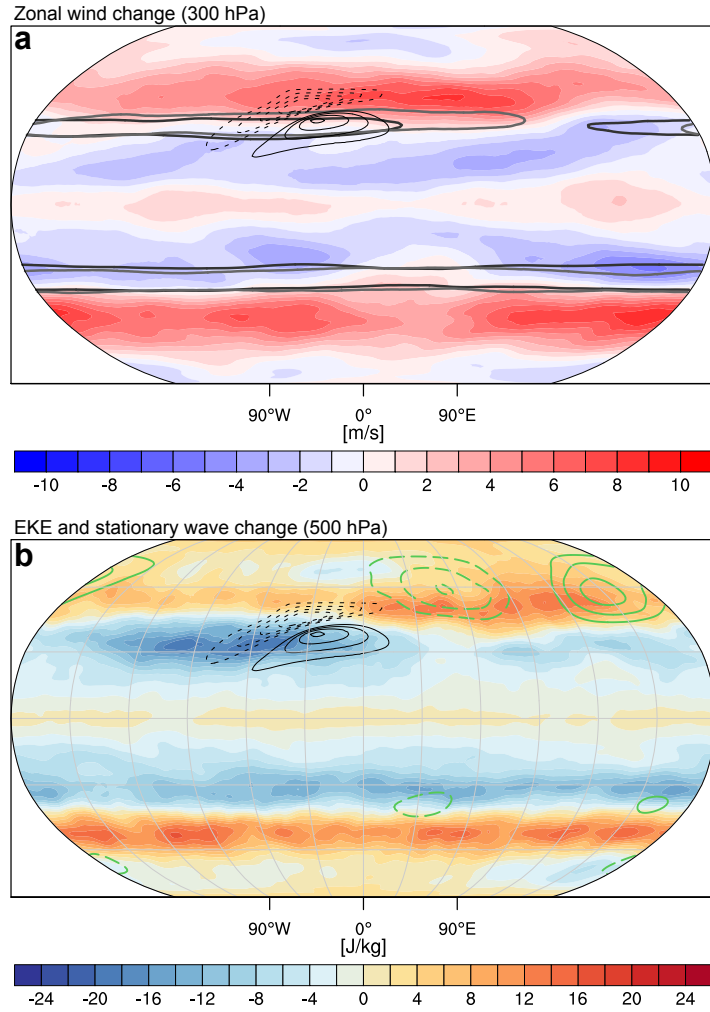 Zonal wind change (300 hPa)
a
90°W 0° 90°E
[m/s]
-10 -8 -6 -4 -2 0 2 4 6 8 10
EKE and stationary wave change (500 hPa)
b
90°W 0° 90°E
[J/kg]
-24 -20 -16 -12 -8 -4 0 4 8 12 16 20 24